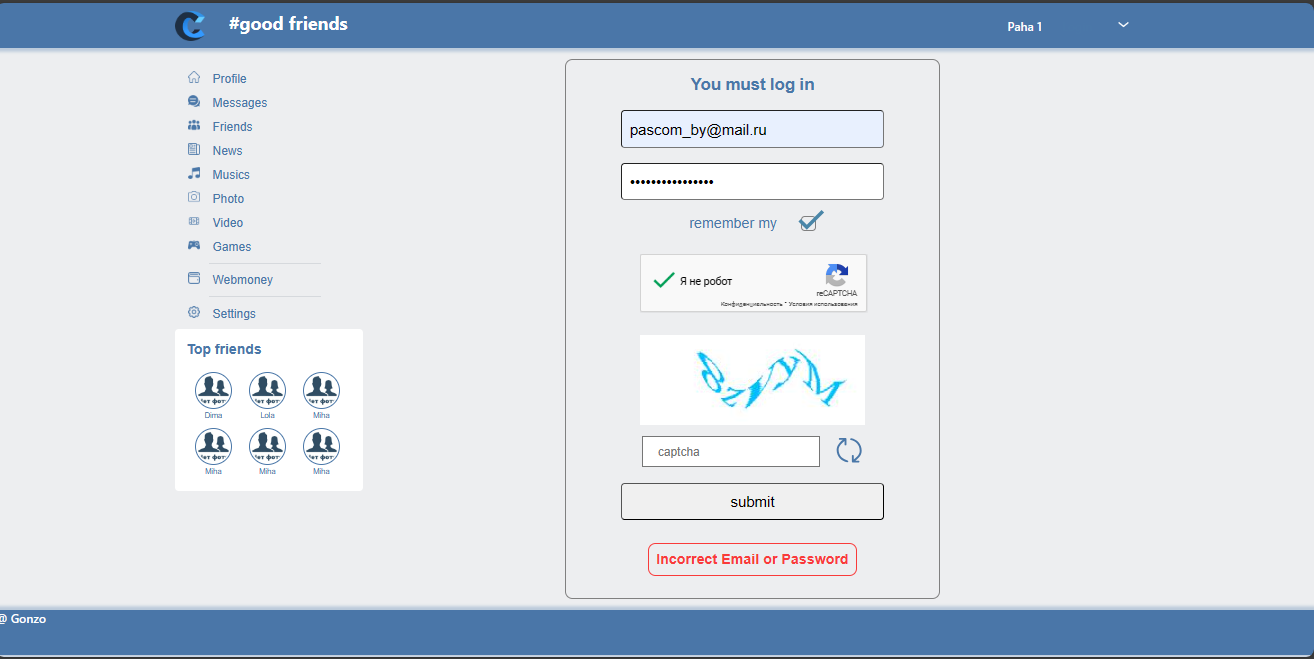 #good friends
Paha 1
Profile
Messages
Friends
News
Musics
Photo
Video
Games
Webmoney
Settings
Top friends
Dima
Lola
Miha
Miha
Miha
Miha
You must log in
pascom_by@mail.ru
remember my
Я не робот
reCAPTCHA
Конфиденциальность - Условия использования
captcha
submit
Incorrect Email or Password
@ Gonzo